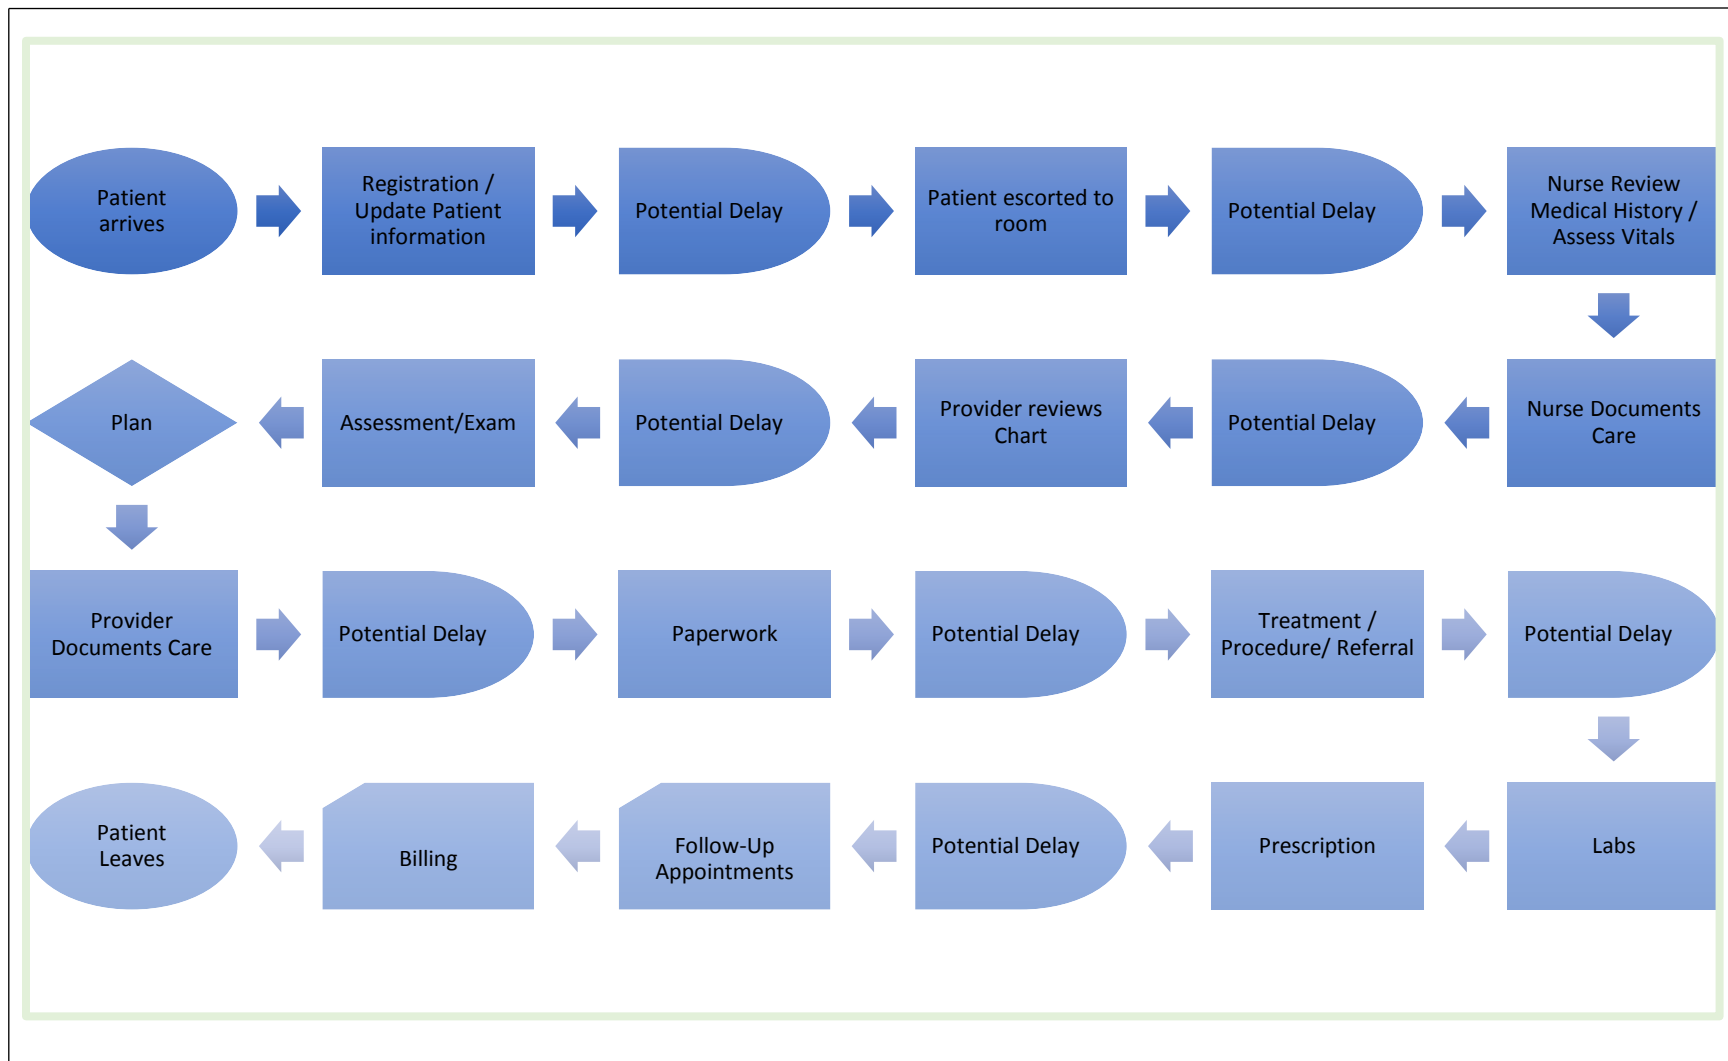 Patient
arrives
Registration /
Update Patient
information
Potential Delay
Patient escorted to
room
Potential Delay
Nurse Review
Medical History /
Assess Vitals
Nurse Documents
Care
Potential Delay
Provider reviews
Chart
Potential Delay
Assessment/Exam
Plan
Provider
Documents Care
Potential Delay
Paperwork
Potential Delay
Treatment /
Procedure/ Referral
Potential Delay
Labs
Prescription
Potential Delay
Follow-Up
Appointments
Billing
Patient
Leaves